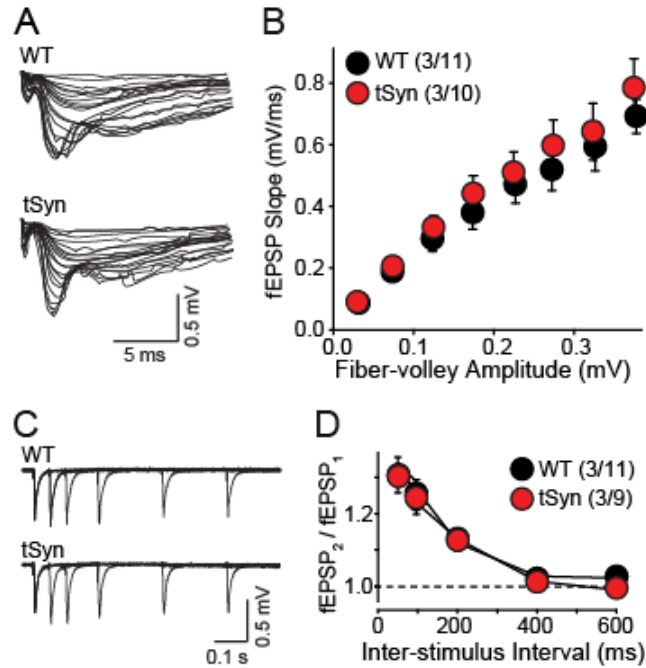 A
WT
tSyn
0.5 mV
5 ms
B
WT (3/11)
tSyn (3/10)
fEPSP Slope (mV/ms)
0.8
0.6
0.4
0.2
0.0
0.0 0.1 0.2 0.3
Fiber-volley Amplitude (mV)
C
WT
tSyn
0.5 mV
0.1 s
D
WT (3/11)
tSyn (3/9)
fEPSP2 / fEPSP1
1.2
1.0
0 200 400 600
Inter-stimulus Interval (ms)